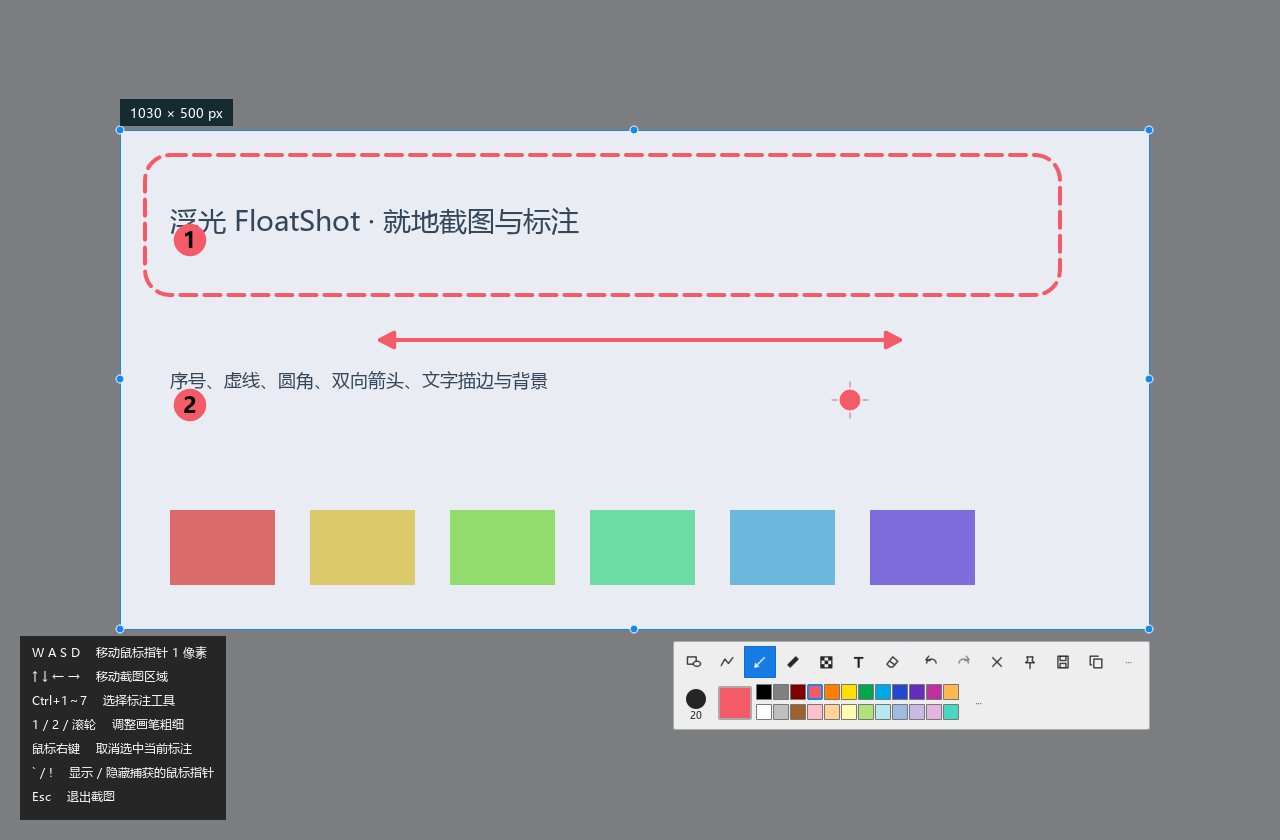 1030 × 500 px
浮光 FloatShot · 就地截图与标注
1
序号、虚线、圆角、双向箭头、文字描边与背景
2
W A S D 移动鼠标指针 1 像素
↑ ↓ ← → 移动截图区域
Ctrl+1 ~ 7 选择标注工具
1 / 2 / 滚轮 调整画笔粗细
鼠标右键 取消选中当前标注
` / ! 显示 / 隐藏捕获的鼠标指针
Esc 退出截图
T
20